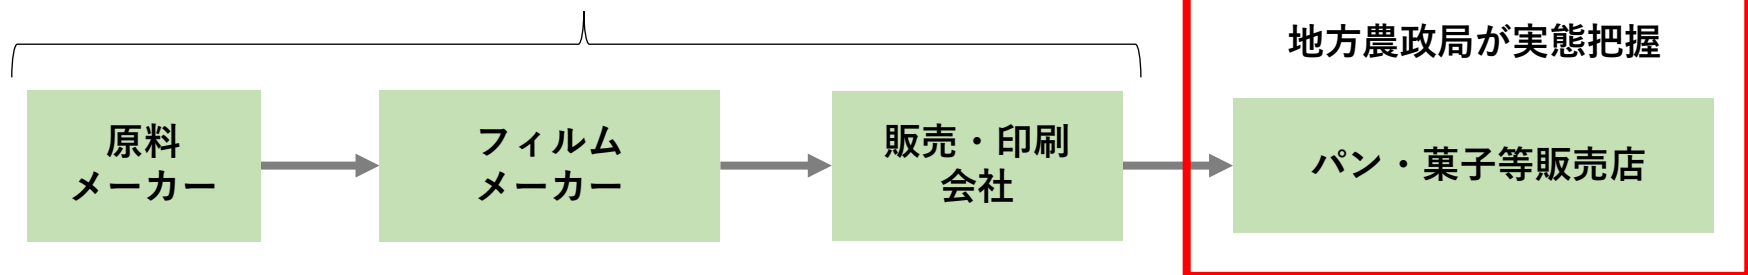 地方農政局が実態把握
原料
メーカー
フィルム
メーカー
販売・印刷
会社
パン・菓子等販売店